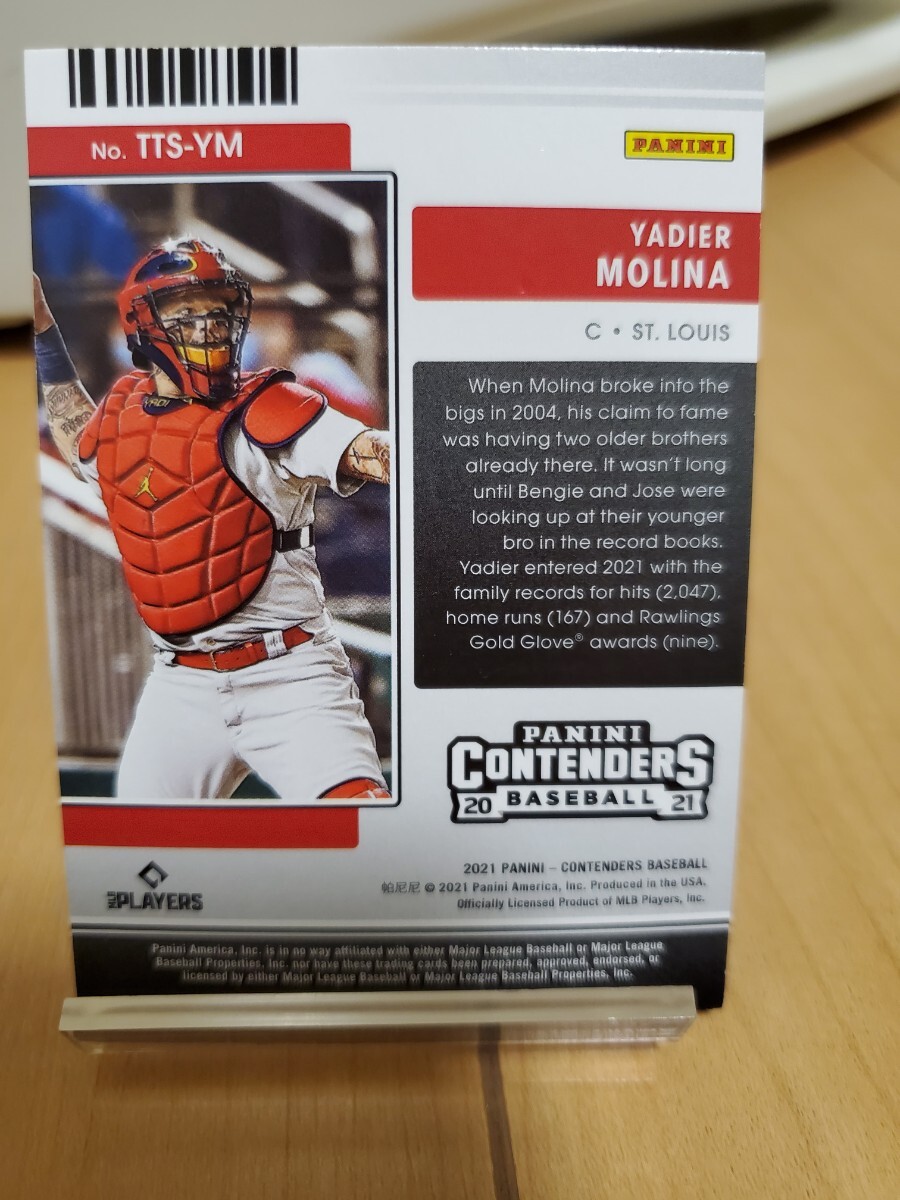 No. TTS-YM
PANINI
YADIER
MOLINA
C • ST. LOUIS
When Molina broke into the
bigs in 2004, his claim to fame
was having two older brothers
already there. It wasn't long
until Bengie and Jose were
looking up at their younger
bro in the record books.
Yadier entered 2021 with the
family records for hits (2,047),
home runs (167) and Rawlings
Gold Glove® awards (nine).
PANINI
CONTENDERS
20 BASEBALL 21
2021 PANINI – CONTENDERS BASEBALL
帕尼尼 © 2021 Panini America, Inc. Produced in the USA.
Officially Licensed Product of MLB Players, Inc.
MLB PLAYERS
Panini America, Inc. is in no way affiliated with either Major League Baseball or Major League
Baseball Properties, Inc. nor have these trading cards been prepared, approved, endorsed, or
licensed by either Major League Baseball or Major League Baseball Properties, Inc.